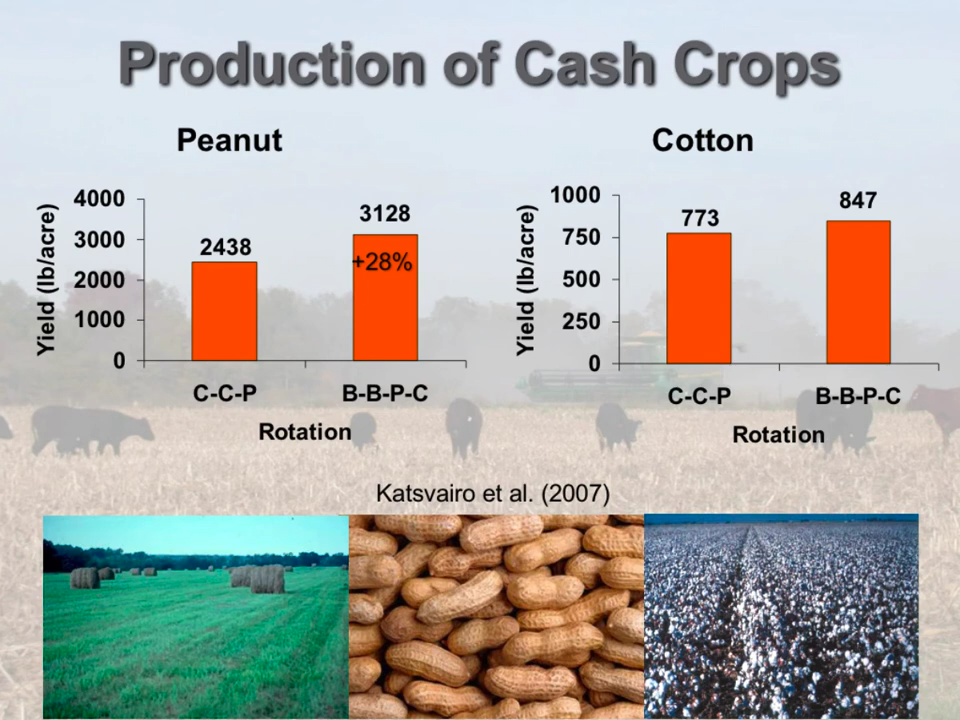 Production of Cash Crops
Peanut
Yield (lb/acre)
4000
3000
2000
1000
0
2438
3128
+28%
C-C-P
B-B-P-C
Rotation
Cotton
Yield (lb/acre)
1000
750
500
250
0
773
847
C-C-P
B-B-P-C
Rotation
Katsvairo et al. (2007)